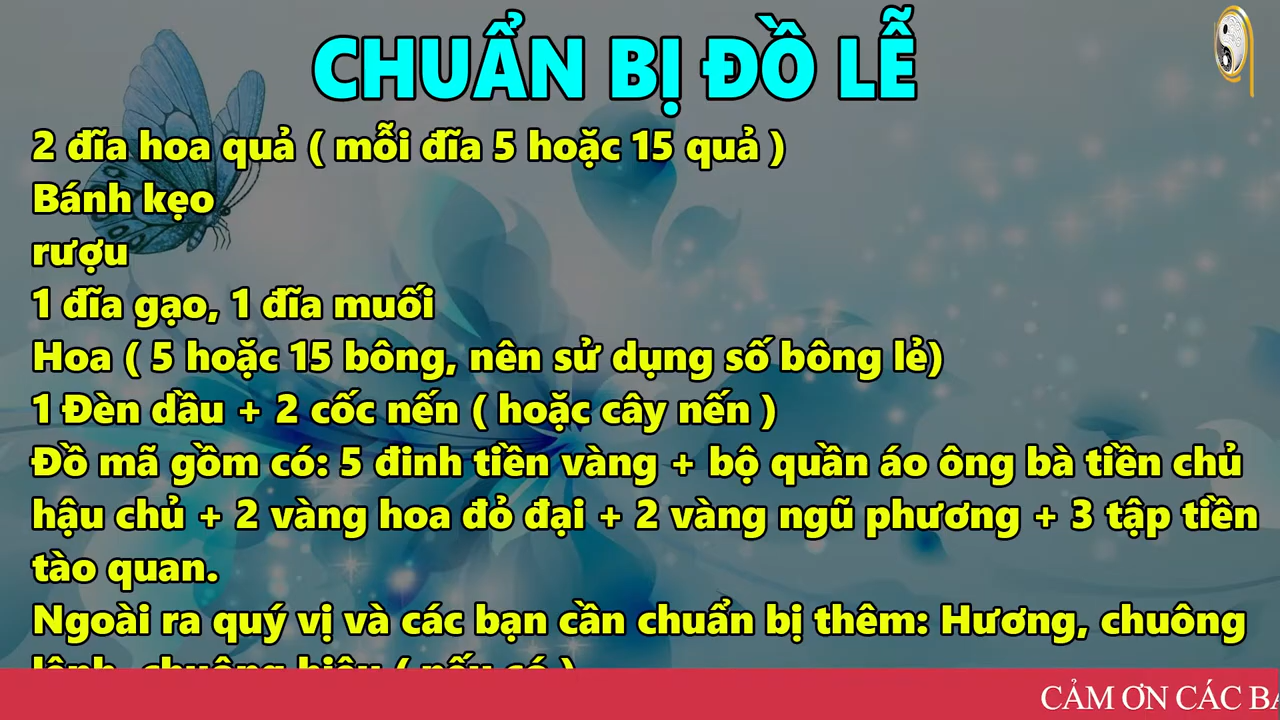 CHUẨN BỊ ĐỒ LỄ
2 đĩa hoa quả ( mỗi đĩa 5 hoặc 15 quả )
Bánh kẹo
rượu
1 đĩa gạo, 1 đĩa muối
Hoa ( 5 hoặc 15 bông, nên sử dụng số bông lẻ)
1 Đèn dầu + 2 cốc nến ( hoặc cây nến )
Đồ mã gồm có: 5 đinh tiền vàng + bộ quần áo ông bà tiền chủ
hậu chủ + 2 vàng hoa đỏ đại + 2 vàng ngũ phương + 3 tập tiền
tào quan.
Ngoài ra quý vị và các bạn cần chuẩn bị thêm: Hương, chuông
( nếu có )
CẢM ƠN CÁC